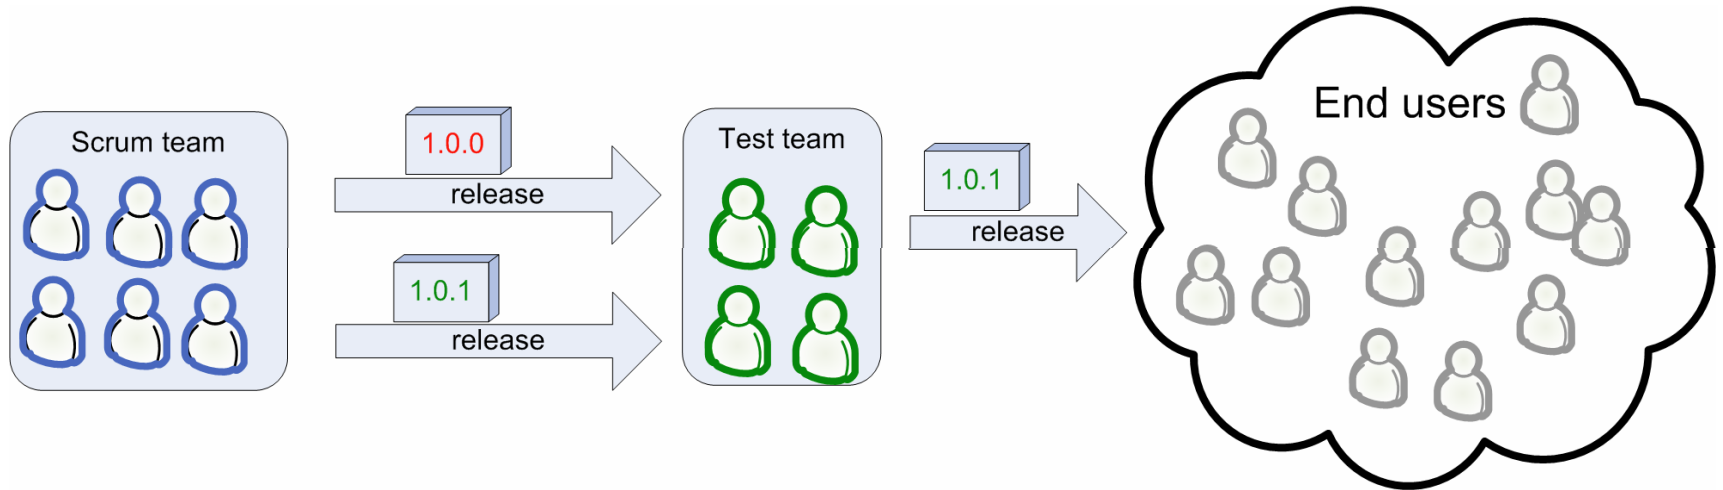 Scrum team
1.0.0
release
1.0.1
release
Test team
1.0.1
release
End users